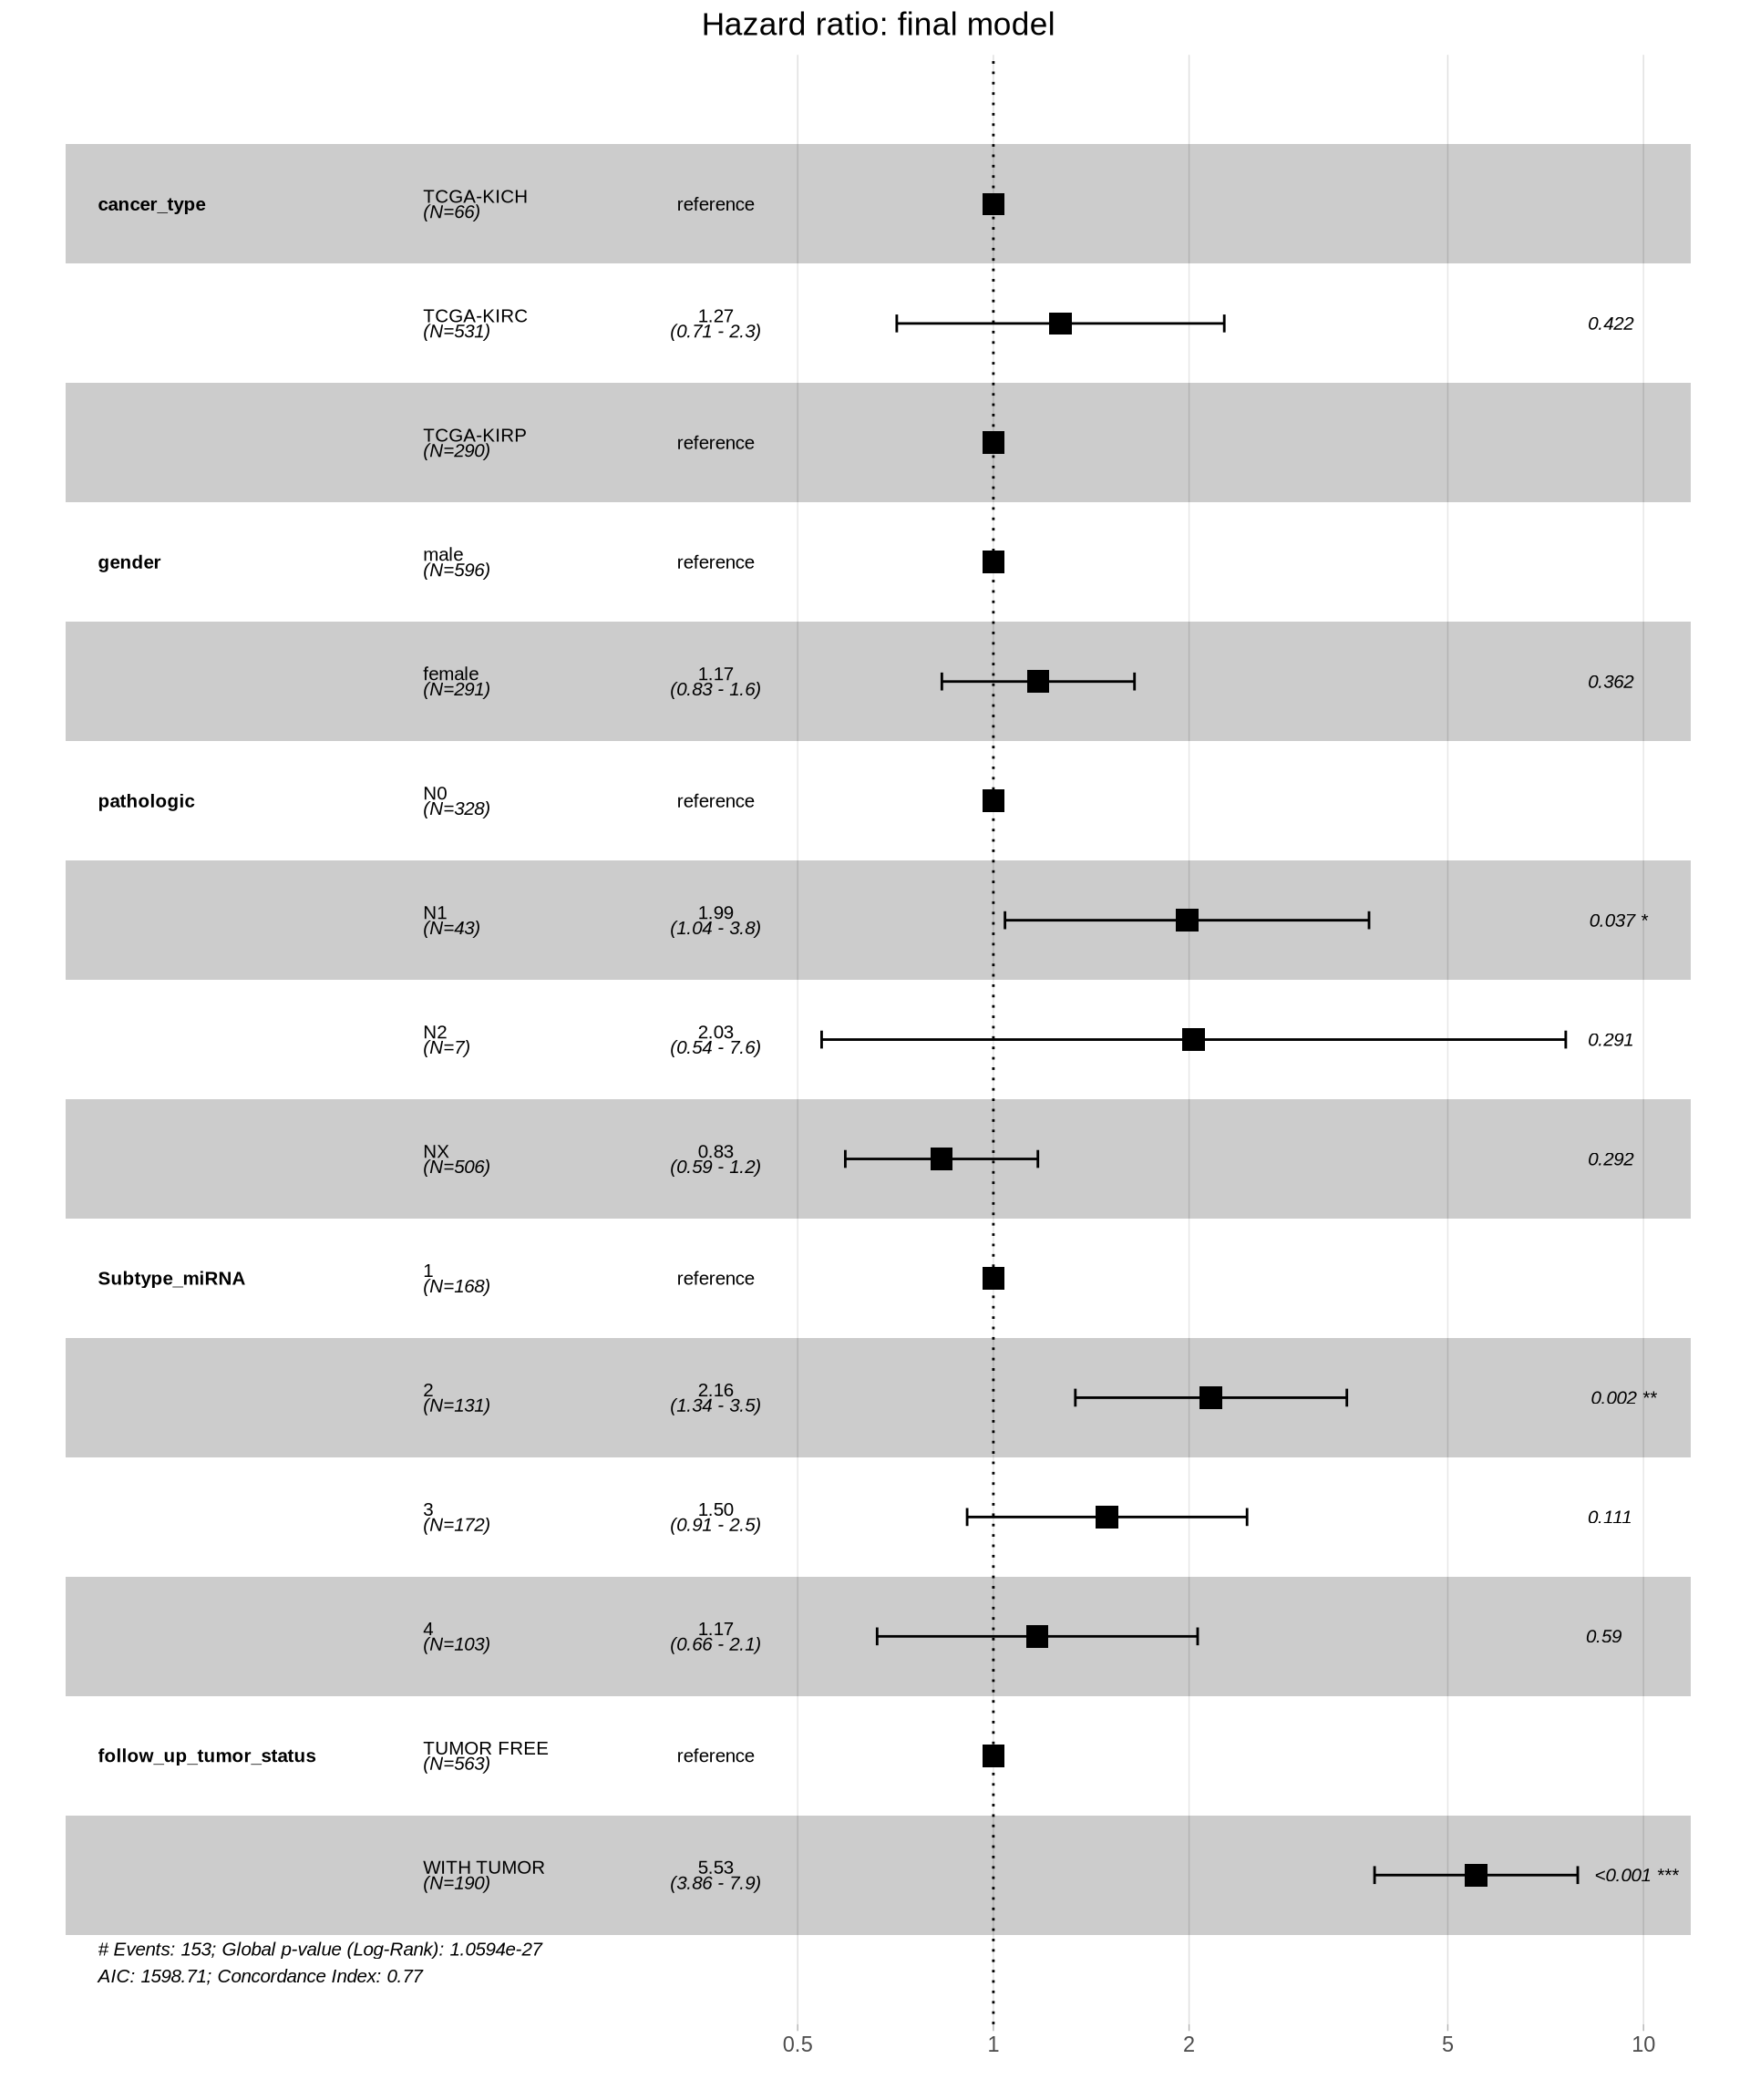 Hazard ratio: final model
cancer_type
TCGA-KICH
(N=66)
reference
TCGA-KIRC
(N=531)
1.27
(0.71 - 2.3)
0.422
TCGA-KIRP
(N=290)
reference
gender
male
(N=596)
reference
female
(N=291)
1.17
(0.83 - 1.6)
0.362
pathologic
N0
(N=328)
reference
N1
(N=43)
1.99
(1.04 - 3.8)
0.037 *
N2
(N=7)
2.03
(0.54 - 7.6)
0.291
NX
(N=506)
0.83
(0.59 - 1.2)
0.292
Subtype_miRNA
1
(N=168)
reference
2
(N=131)
2.16
(1.34 - 3.5)
0.002 **
3
(N=172)
1.50
(0.91 - 2.5)
0.111
4
(N=103)
1.17
(0.66 - 2.1)
0.59
follow_up_tumor_status
TUMOR FREE
(N=563)
reference
WITH TUMOR
(N=190)
5.53
(3.86 - 7.9)
<0.001 ***
# Events: 153; Global p-value (Log-Rank): 1.0594e-27
AIC: 1598.71; Concordance Index: 0.77
0.5 1 2 5 10